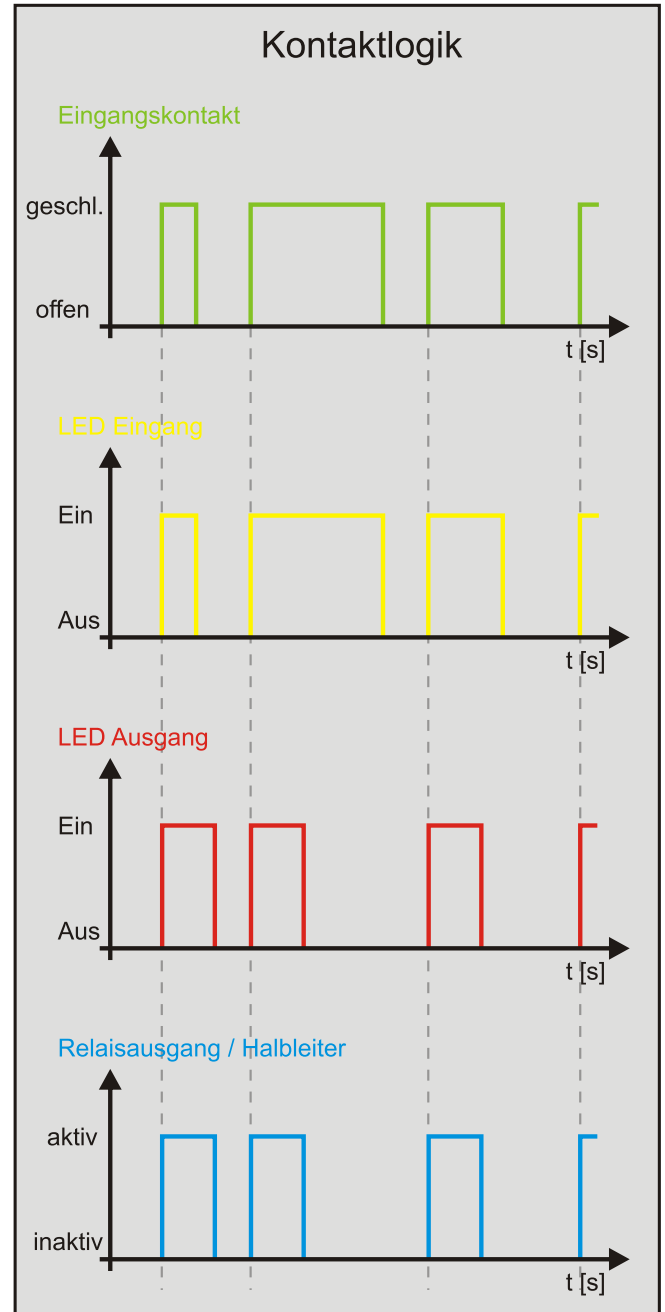 Kontaktlogik
Eingangskontakt
geschl.
offen
t [s]
LED Eingang
Ein
Aus
t [s]
LED Ausgang
Ein
Aus
t [s]
Relaisausgang / Halbleiter
aktiv
inaktiv
t [s]